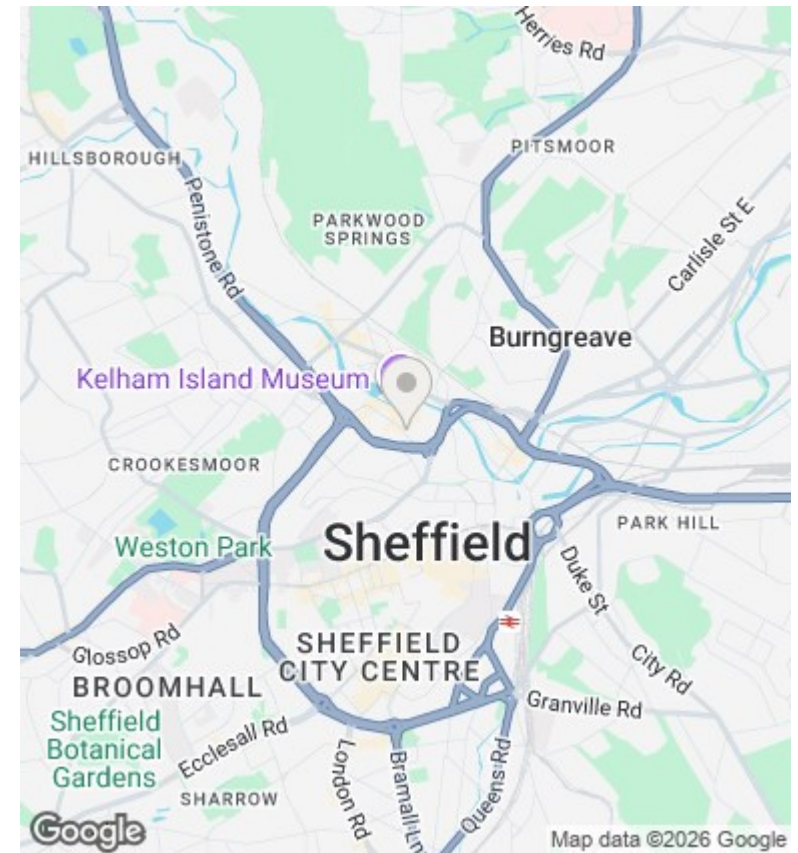 Herries Rd
PITSMOOR
HILLSBOROUGH
Penistone Rd
PARKWOOD
SPRINGS
Carlisle St E
Burngreave
Kelham Island Museum
CROOKESMOOR
Weston Park
Sheffield
PARK HILL
Duke St
Glossop Rd
SHEFFIELD
CITY CENTRE
City Rd
BROOMHALL
Granville Rd
Sheffield
Botanical
Gardens
Ecclesall Rd
London Rd
Bramall Ln
Queens Rd
SHARROW
Google
Map data ©2026 Google